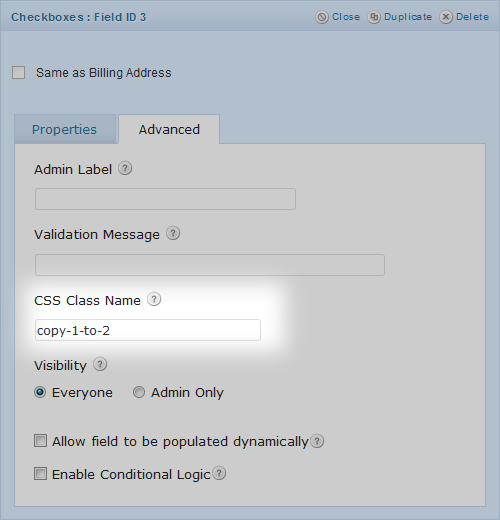 Checkboxes : Field ID 3 Close Duplicate Delete
Same as Billing Address
Properties Advanced
Admin Label ?
Validation Message ?
CSS Class Name ?
copy-1-to-2
Visibility ?
Everyone Admin Only
Allow field to be populated dynamically ?
Enable Conditional Logic ?